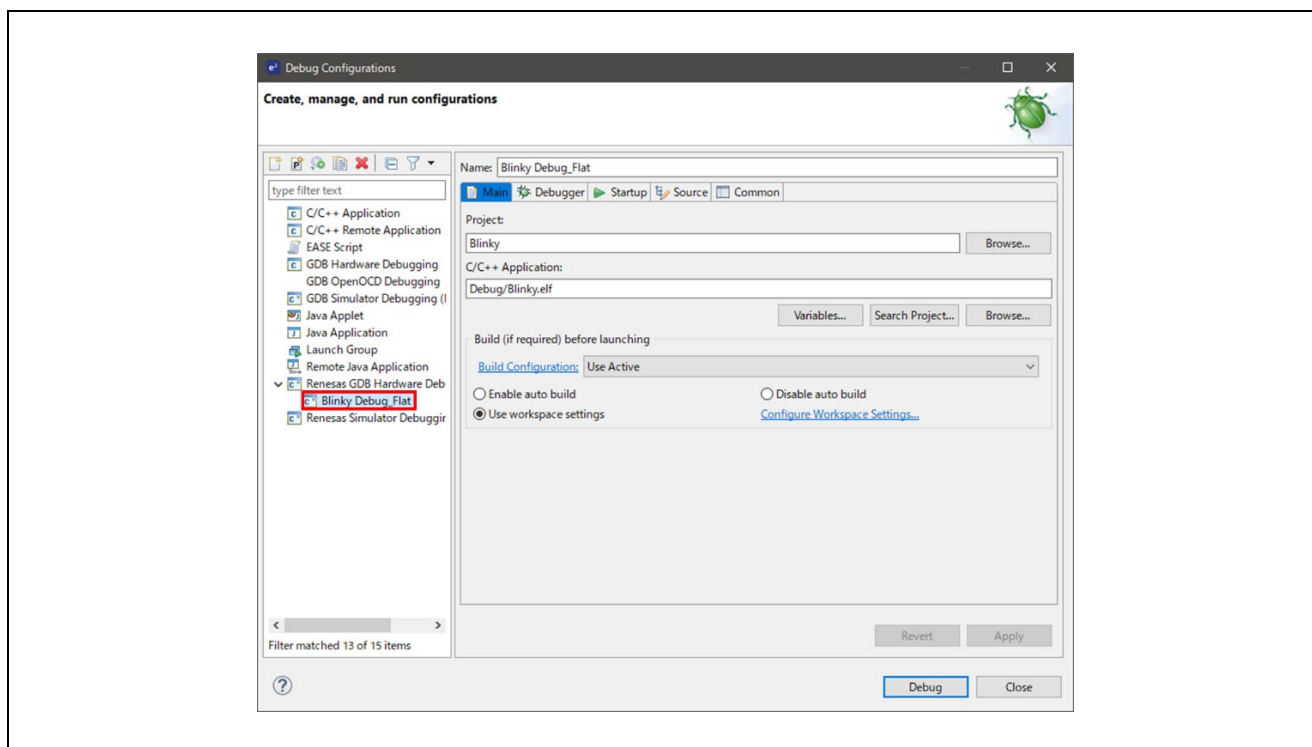 Debug Configurations
Create, manage, and run configurations
type filter text
C/C++ Application
C/C++ Remote Application
EASE Script
GDB Hardware Debugging
GDB OpenOCD Debugging
GDB Simulator Debugging (
Java Applet
Java Application
Launch Group
Remote Java Application
Renesas GDB Hardware Deb
Blinky Debug_Flat
Renesas Simulator Debuggir
Filter matched 13 of 15 items
Name: Blinky Debug_Flat
Main Debugger Startup Source Common
Project:
Blinky Browse...
C/C++ Application:
Debug/Blinky.elf
Variables... Search Project... Browse...
Build (if required) before launching
Build Configuration: Use Active
Enable auto build Disable auto build
Use workspace settings Configure Workspace Settings...
Revert Apply
Debug Close